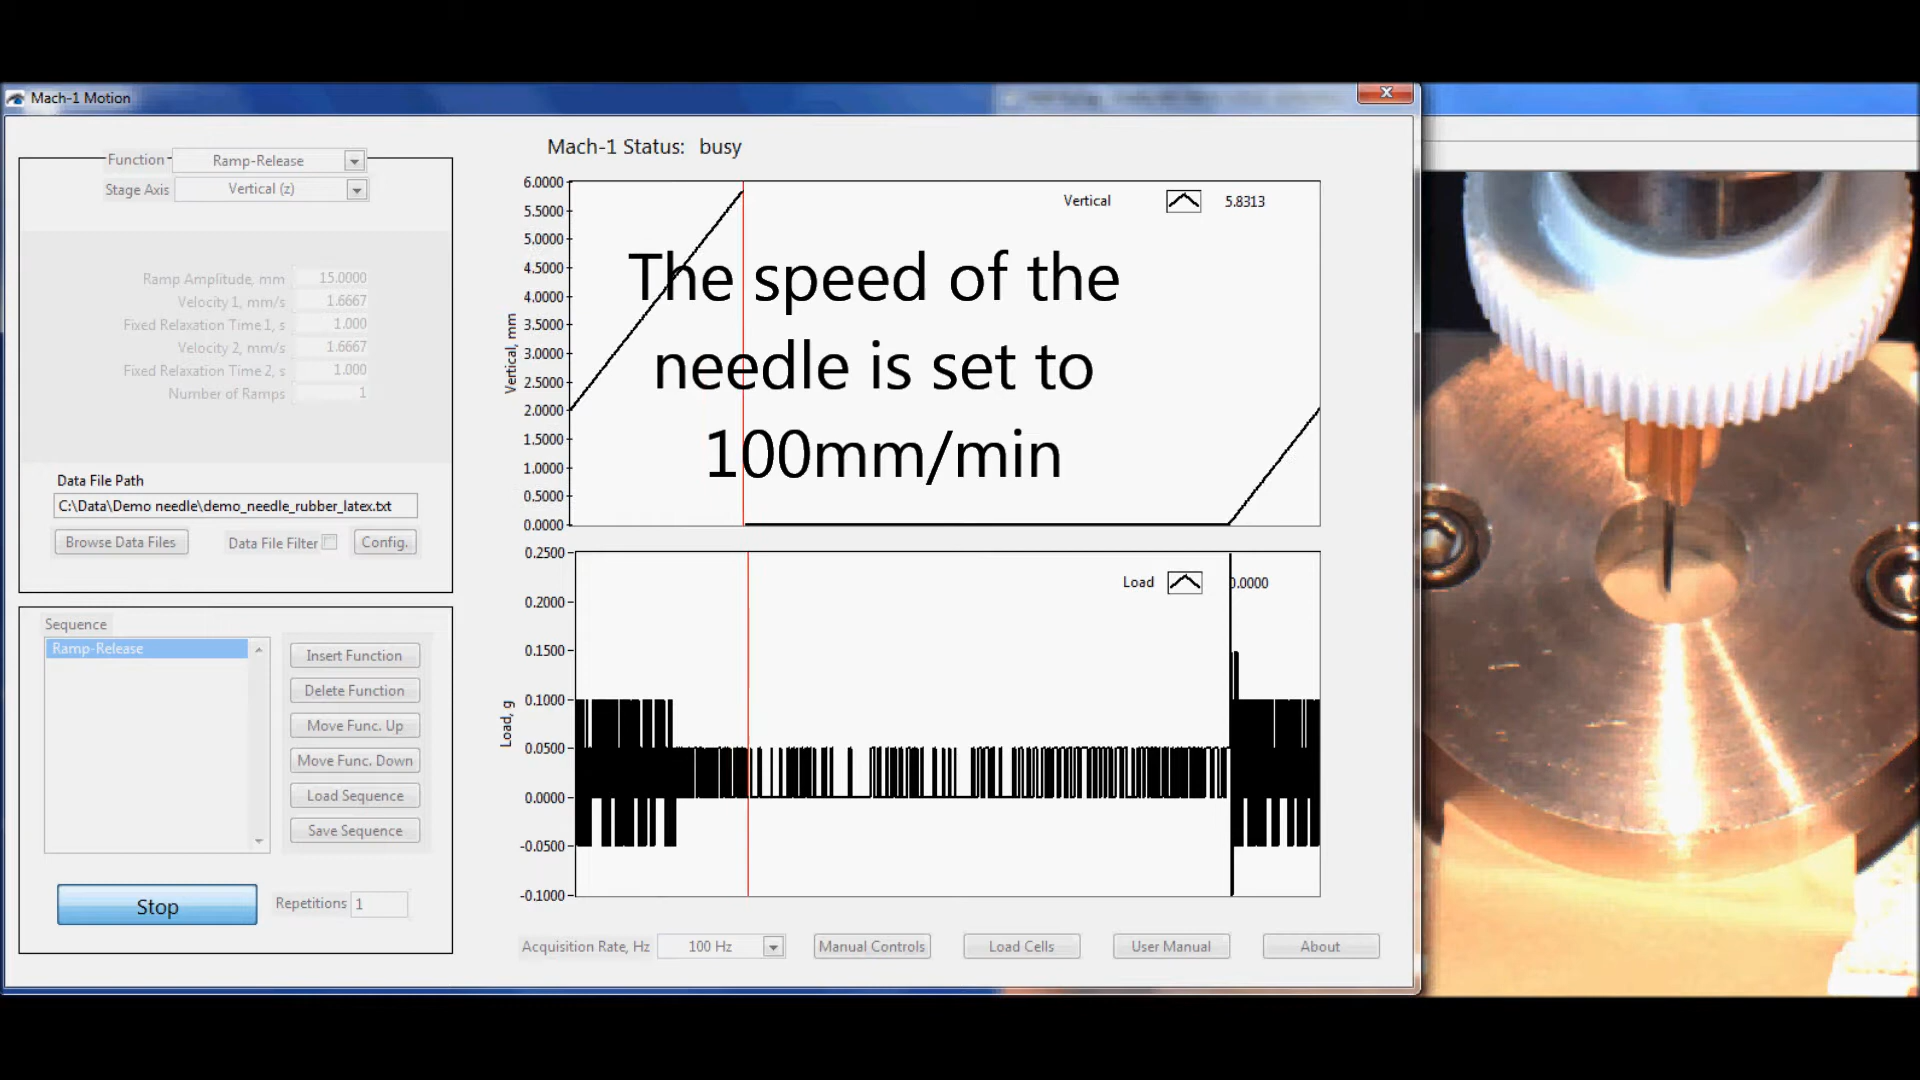 Mach-1 Motion
Mach-1 Status: busy
Function Ramp-Release
Stage Axis Vertical (z)
Ramp Amplitude, mm 15.0000
Velocity 1, mm/s 1.6667
Fixed Relaxation Time 1, s 1.000
Velocity 2, mm/s 1.6667
Fixed Relaxation Time 2, s 1.000
Number of Ramps 1
Data File Path
C:\Data\Demo needle\demo_needle_rubber_latex.txt
Browse Data Files Data File Filter Config.
Sequence
Ramp-Release
Insert Function
Delete Function
Move Func. Up
Move Func. Down
Load Sequence
Save Sequence
Stop Repetitions 1
Vertical 5.8313
Vertical, mm
6.0000
5.5000
5.0000
4.5000
4.0000
3.5000
3.0000
2.5000
2.0000
1.5000
1.0000
0.5000
0.0000
The speed of the
needle is set to
100mm/min
Load 0.0000
Load, g
0.2500
0.2000
0.1500
0.1000
0.0500
0.0000
-0.0500
-0.1000
Acquisition Rate, Hz 100 Hz Manual Controls Load Cells User Manual About